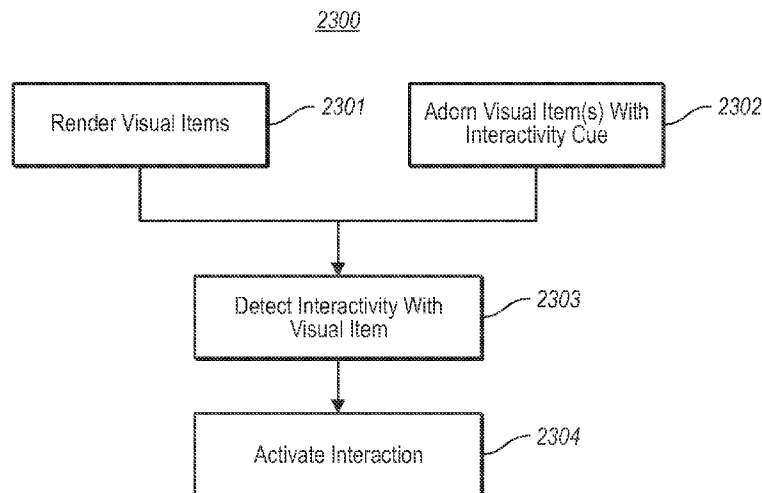 2300
Render Visual Items
2301
Adorn Visual Item(s) With
Interactivity Cue
2302
Detect Interactivity With
Visual Item
2303
Activate Interaction
2304